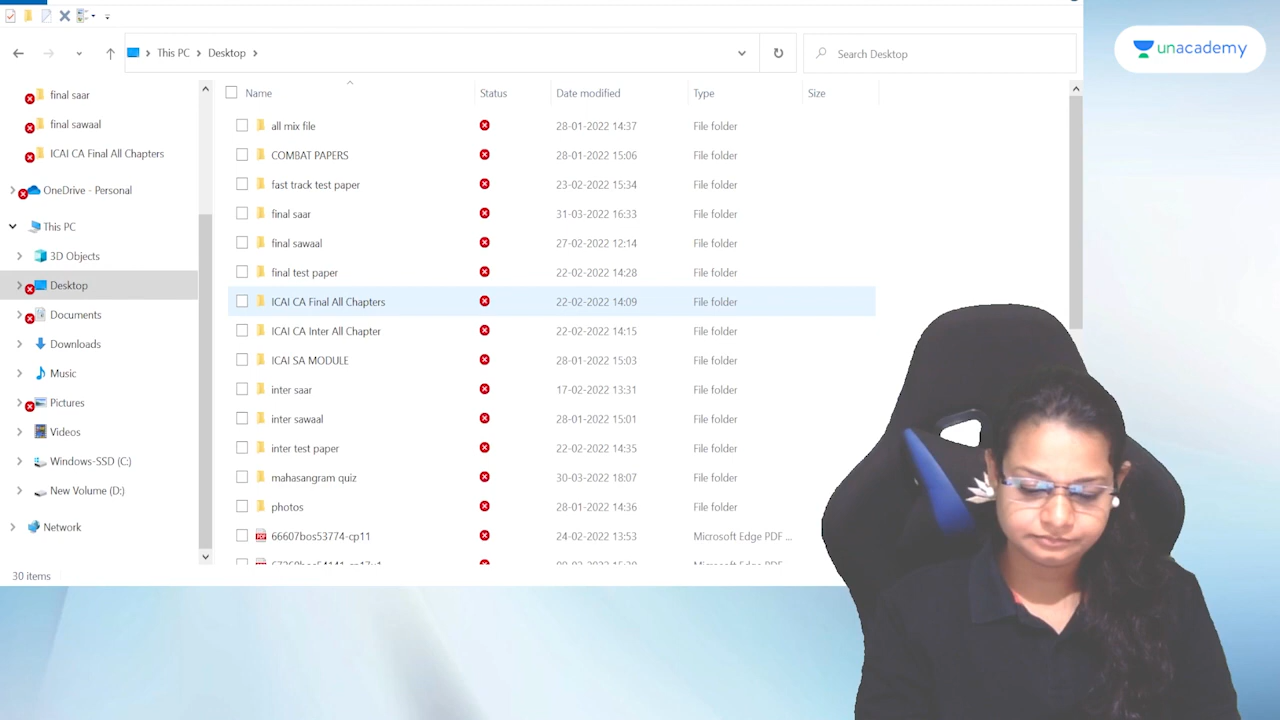 unacademy
This PC > Desktop >
Search Desktop
final saar
final sawaal
ICAI CA Final All Chapters
OneDrive - Personal
This PC
3D Objects
Desktop
Documents
Downloads
Music
Pictures
Videos
Windows-SSD (C:)
New Volume (D:)
Network
Name Status Date modified Type Size
all mix file 28-01-2022 14:37 File folder
COMBAT PAPERS 28-01-2022 15:06 File folder
fast track test paper 23-02-2022 15:34 File folder
final saar 31-03-2022 16:33 File folder
final sawaal 27-02-2022 12:14 File folder
final test paper 22-02-2022 14:28 File folder
ICAI CA Final All Chapters 22-02-2022 14:09 File folder
ICAI CA Inter All Chapter 22-02-2022 14:15 File folder
ICAI SA MODULE 28-01-2022 15:03 File folder
inter saar 17-02-2022 13:31 File folder
inter sawaal 28-01-2022 15:01 File folder
inter test paper 22-02-2022 14:35 File folder
mahasangram quiz 30-03-2022 18:07 File folder
photos 28-01-2022 14:36 File folder
66607bos53774-cp11 24-02-2022 13:53 Microsoft Edge PDF ...
30 items